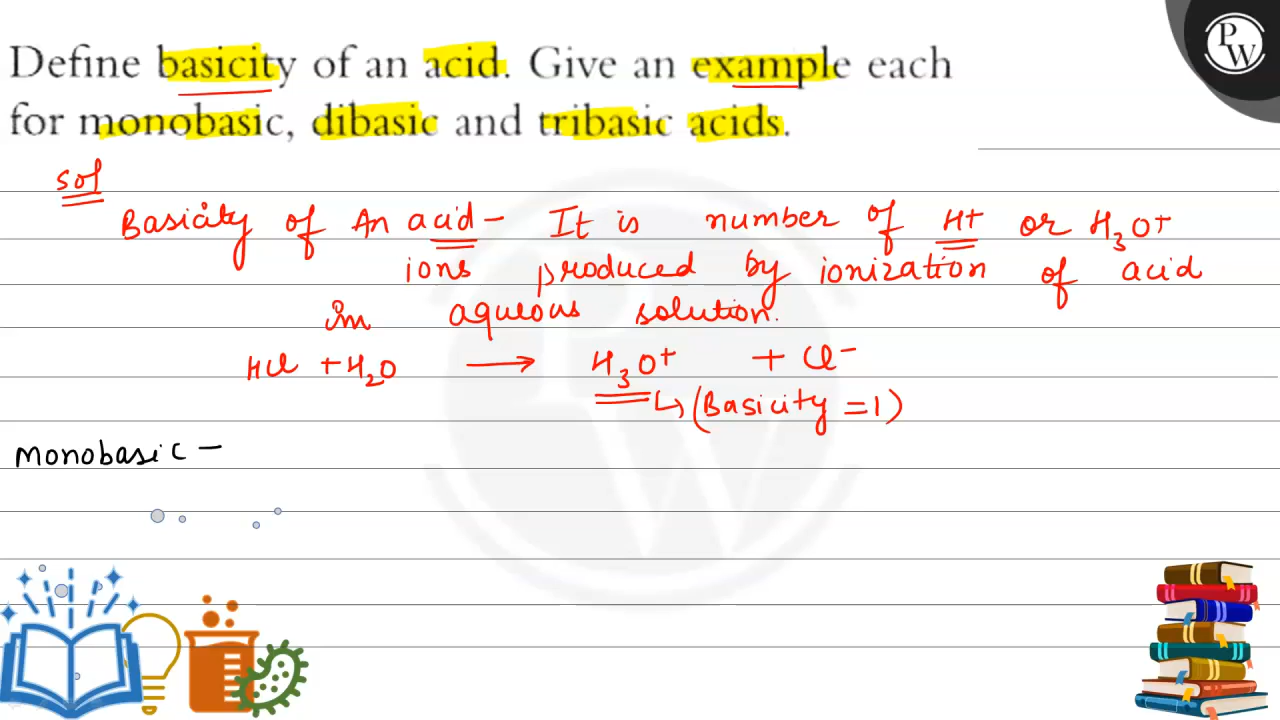 Define basicity of an acid. Give an example each
for monobasic, dibasic and tribasic acids.
PW
Sol
Basicity of An acid - It is number of H+ or H3O+
ions produced by ionization of acid
in aqueous solution.
HCl + H2O → H3O+ + Cl-
↳ (Basicity = 1)
Monobasic -